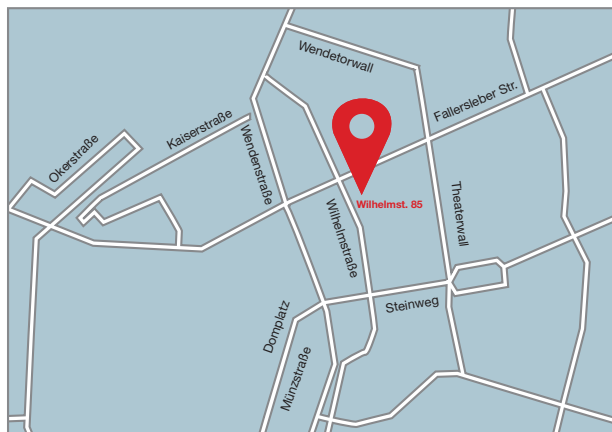 Wendetorwall
Fallersleber Str.
Kaiserstraße
Okerstraße
Wendenstraße
Wilhelmst. 85
Wilhelmstraße
Theaterwall
Steinweg
Domplatz
Münzstraße